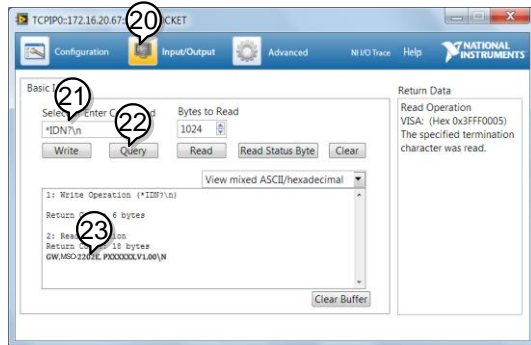 TCPIP0::172.16.20.67: CKET
20
Configuration Input/Output Advanced NI I/O Trace Help NATIONAL INSTRUMENTS
Basic I
21
22
Return Data
Enter C d Bytes to Read
*IDN?\n 1024
Write Query Read Read Status Byte Clear
View mixed ASCII/hexadecimal
1: Write Operation (*IDN?\n)
Return 6 bytes
23
2: Rea ion
Return C 18 bytes
GW,MSO-2202E, PXXXXXX,V1.00\N
Clear Buffer
Read Operation
VISA: (Hex 0x3FFF0005)
The specified termination
character was read.